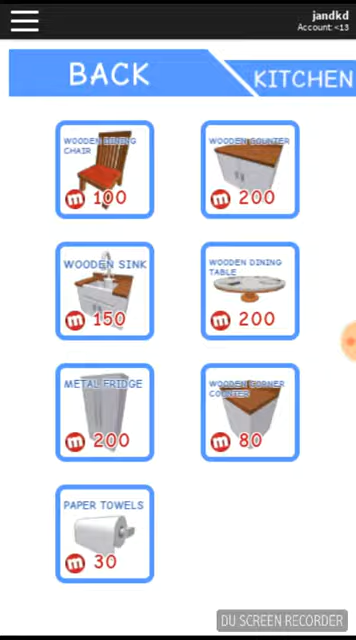 jandkd
Account: <13
BACK
KITCHEN
WOODEN DINING
CHAIR
m 100
WOODEN COUNTER
m 200
WOODEN SINK
m 150
WOODEN DINING
TABLE
m 200
METAL FRIDGE
m 200
WOODEN CORNER
COUNTER
m 80
PAPER TOWELS
m 30
DU SCREEN RECORDER